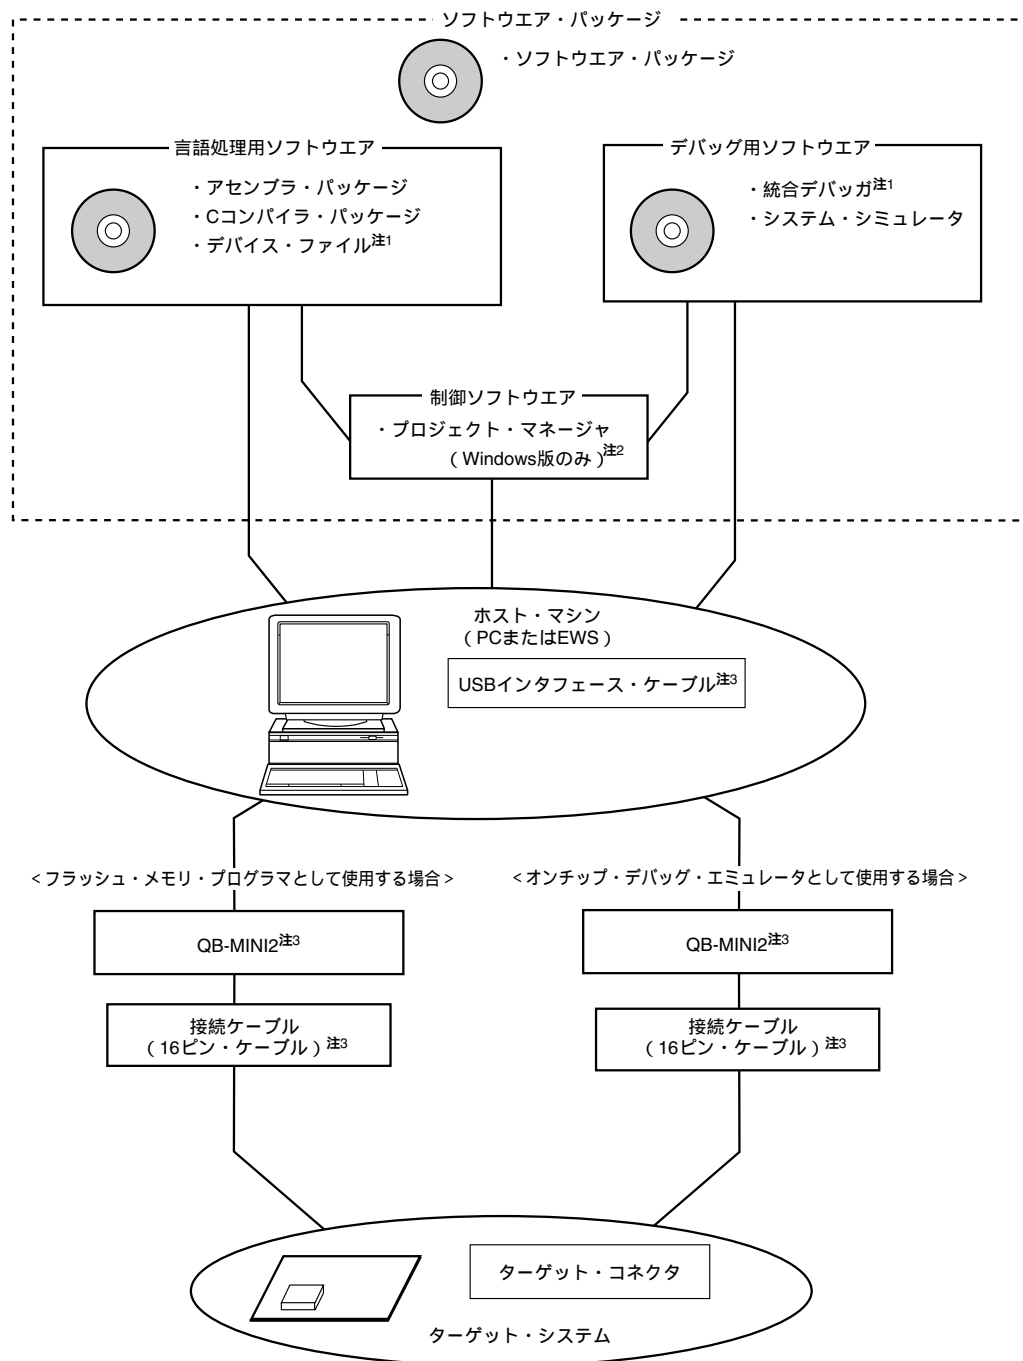 ソフトウエア・パッケージ
・ソフトウエア・パッケージ
言語処理用ソフトウエア
・アセンブラ・パッケージ
・Cコンパイラ・パッケージ
・デバイス・ファイル注1
デバッグ用ソフトウエア
・統合デバッガ注1
・システム・シミュレータ
制御ソフトウエア
・プロジェクト・マネージャ
（Windows版のみ）注2
ホスト・マシン
（PCまたはEWS）
USBインタフェース・ケーブル注3
<フラッシュ・メモリ・プログラマとして使用する場合>
QB-MINI2注3
接続ケーブル
（16ピン・ケーブル）注3
<オンチップ・デバッグ・エミュレータとして使用する場合>
QB-MINI2注3
接続ケーブル
（16ピン・ケーブル）注3
ターゲット・コネクタ
ターゲット・システム